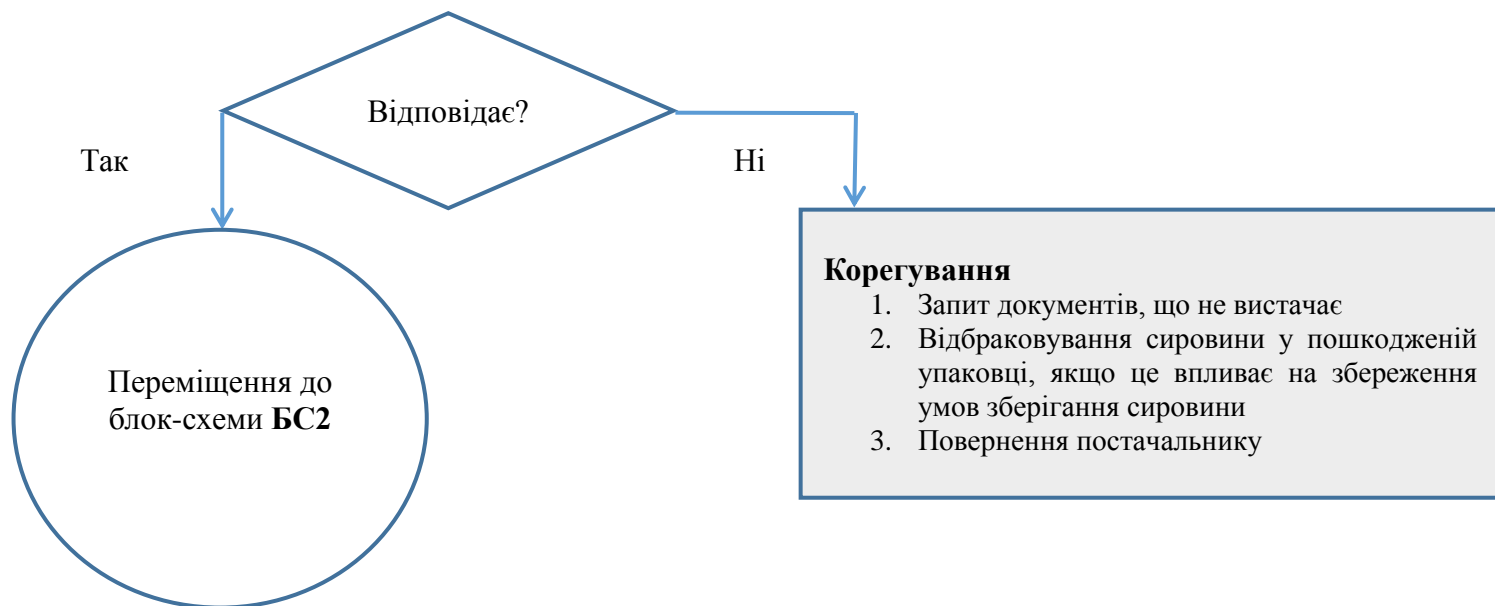 Відповідає?
Так
Ні
Корегування
1. Запит документів, що не вистачає
2. Відбраковування сировини у пошкодженій
упаковці, якщо це впливає на збереження
умов зберігання сировини
3. Повернення постачальнику
Переміщення до
блок-схеми БС2